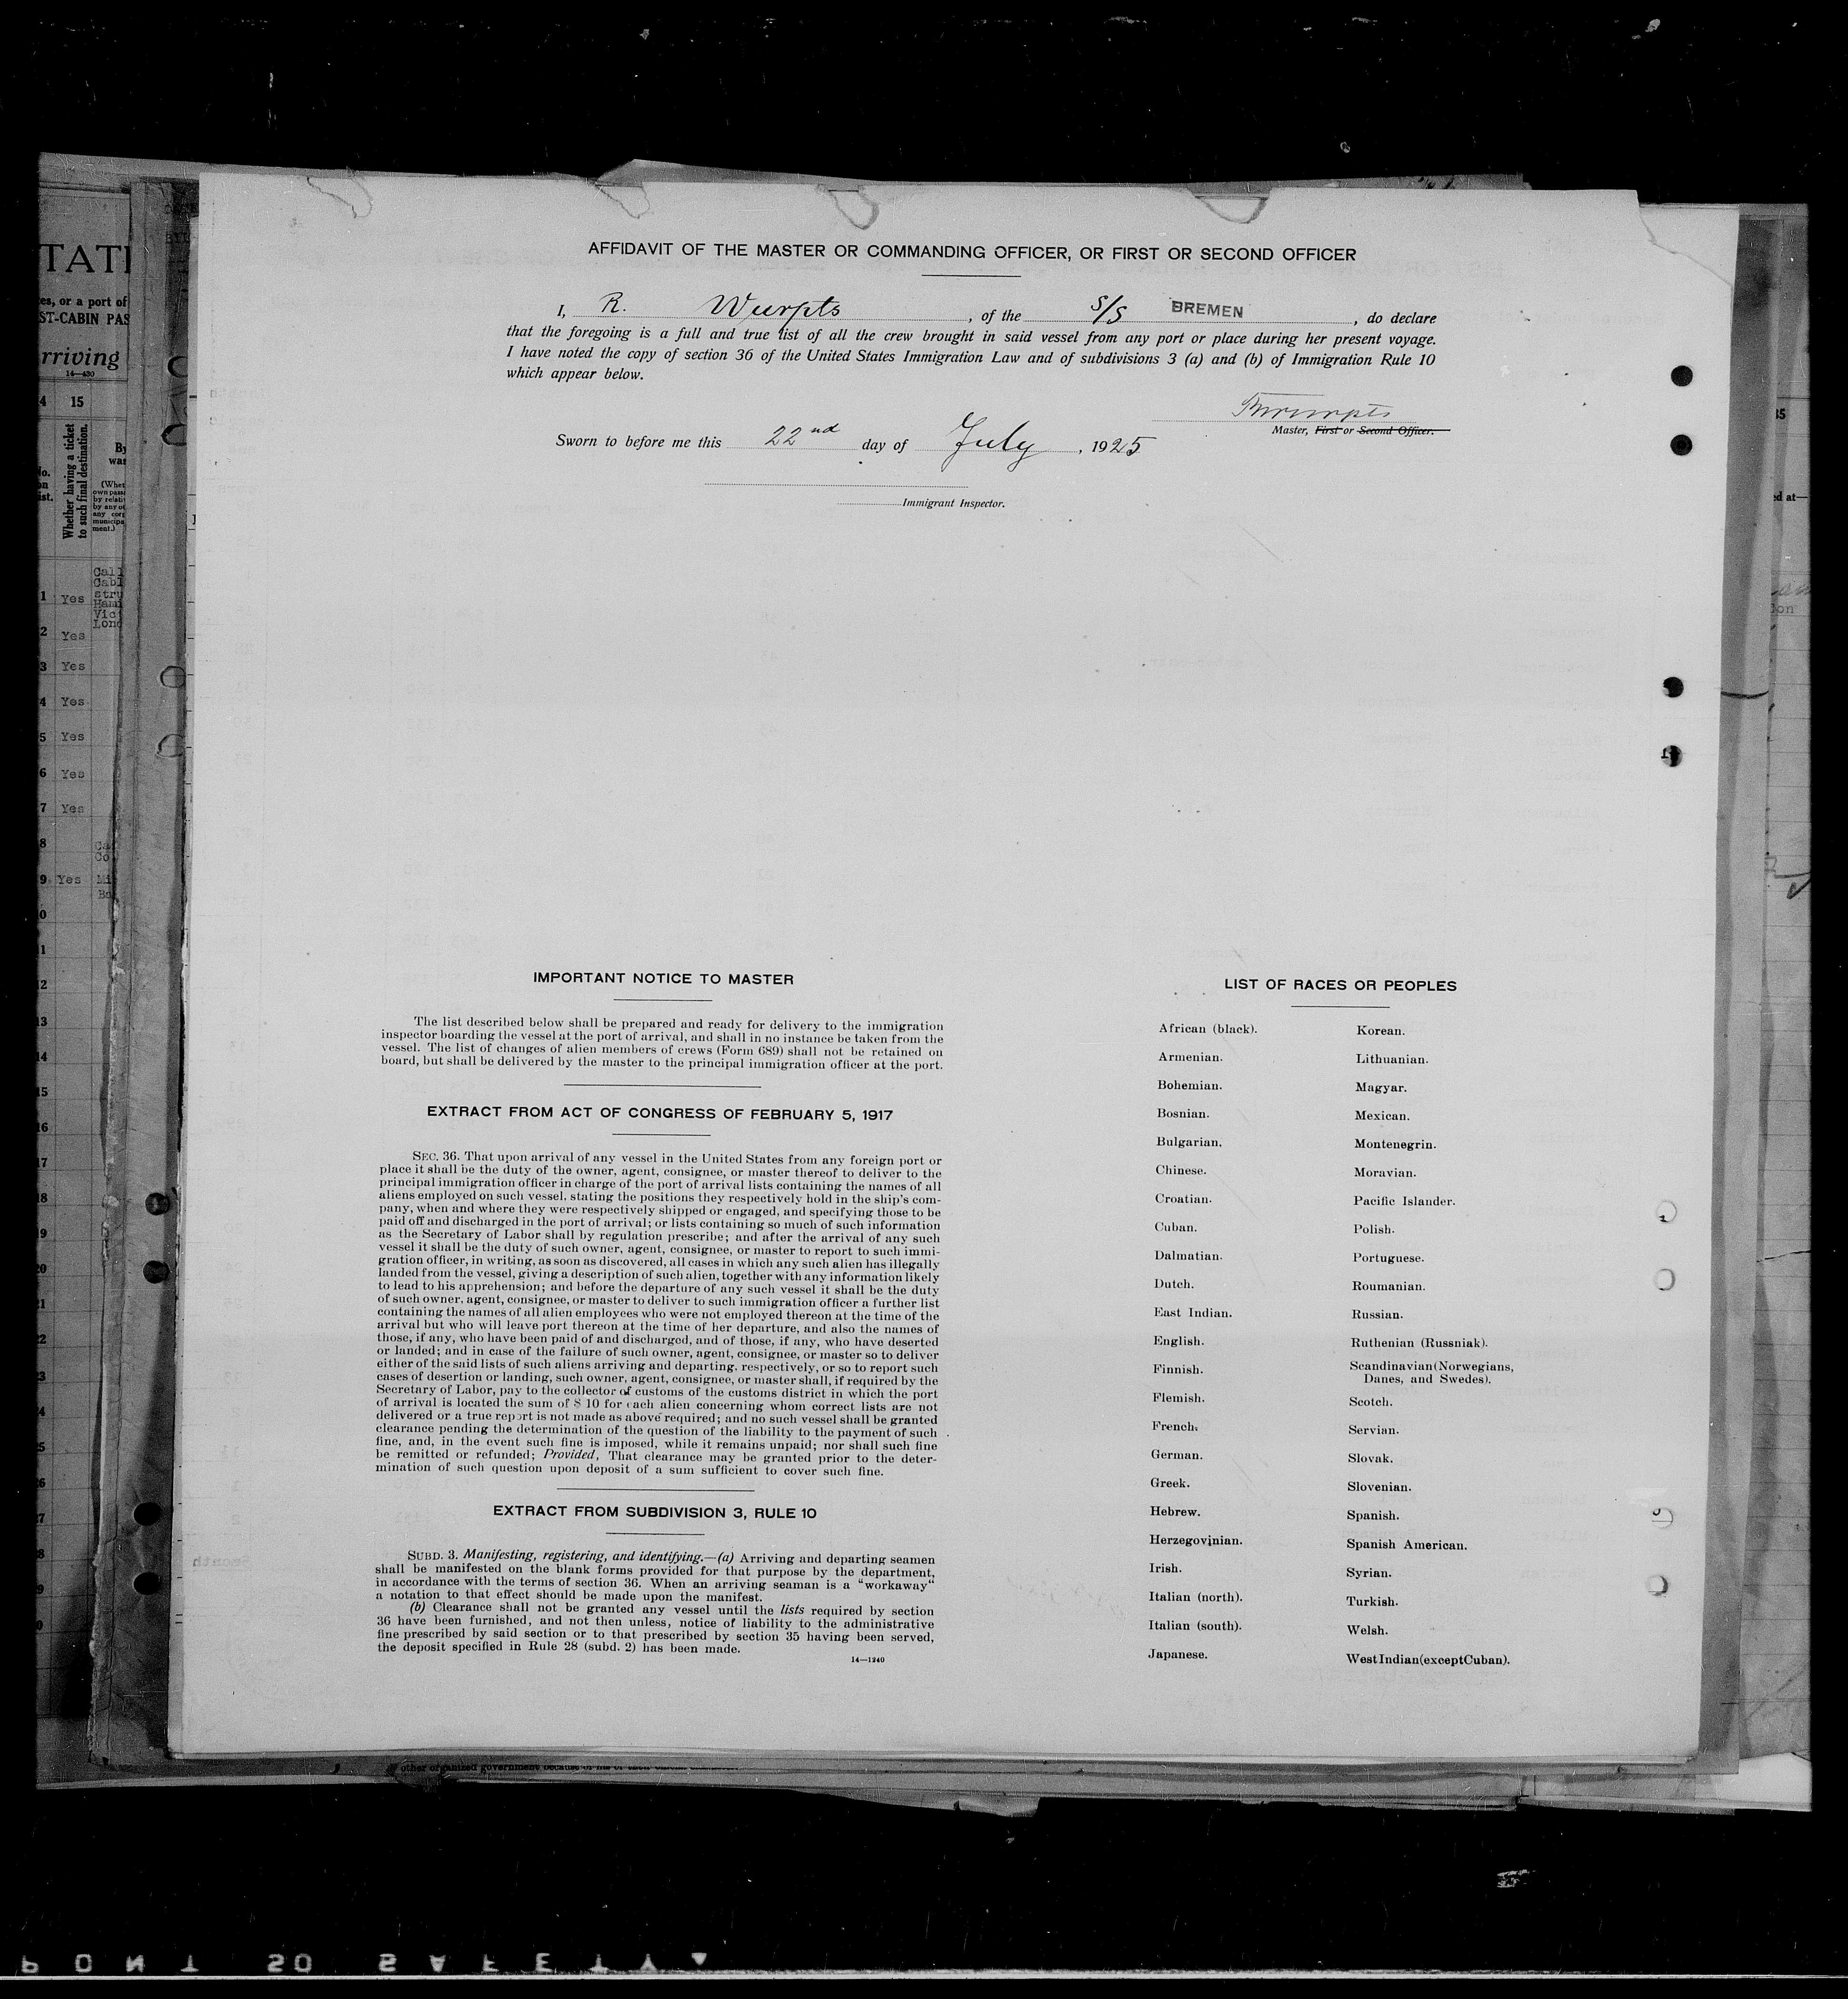 AFFIDAVIT OF THE MASTER OR COMMANDING OFFICER, OR FIRST OR SECOND OFFICER
I, R. Wurpts, of the S/S BREMEN, do declare
that the foregoing is a full and true list of all the crew brought in said vessel from any port or place during her present voyage.
I have noted the copy of section 36 of the United States Immigration Law and of subdivisions 3 (a) and (b) of Immigration Rule 10
which appear below.
Master, First or Second Officer.
Sworn to before me this 22nd day of July, 1925
Immigrant Inspector.
IMPORTANT NOTICE TO MASTER
The list described below shall be prepared and ready for delivery to the immigration
inspector boarding the vessel at the port of arrival, and shall in no instance be taken from the
vessel. The list of changes of alien members of crews (Form 689) shall not be retained on
board, but shall be delivered by the master to the principal immigration officer at the port.
EXTRACT FROM ACT OF CONGRESS OF FEBRUARY 5, 1917
SEC. 36. That upon arrival of any vessel in the United States from any foreign port or
place it shall be the duty of the owner, agent, consignee, or master thereof to deliver to the
principal immigration officer in charge of the port of arrival lists containing the names of all
aliens employed on such vessel, stating the positions they respectively hold in the ship's com-
pany, when and where they were respectively shipped or engaged, and specifying those to be
paid off and discharged in the port of arrival; or lists containing so much of such information
as the Secretary of Labor shall by regulation prescribe; and after the arrival of any such
vessel it shall be the duty of such owner, agent, consignee, or master to report to such immi-
gration officer, in writing, as soon as discovered, all cases in which any such alien has illegally
landed from the vessel, giving a description of such alien, together with any information likely
to lead to his apprehension; and before the departure of any such vessel it shall be the duty
of such owner, agent, consignee, or master to deliver to such immigration officer a further list
containing the names of all alien employees who were not employed thereon at the time of the
arrival but who will leave port thereon at the time of her departure, and also the names of
those, if any, who have been paid of and discharged, and of those, if any, who have deserted
or landed; and in case of the failure of such owner, agent, consignee, or master so to deliver
either of the said lists of such aliens arriving and departing, respectively, or so to report such
cases of desertion or landing, such owner, agent, consignee, or master shall, if required by the
Secretary of Labor, pay to the collector of customs of the customs district in which the port
of arrival is located the sum of $ 10 for each alien concerning whom correct lists are not
delivered or a true report is not made as above required; and no such vessel shall be granted
clearance pending the determination of the question of the liability to the payment of such
fine, and, in the event such fine is imposed, while it remains unpaid; nor shall such fine
be remitted or refunded; Provided, That clearance may be granted prior to the deter-
mination of such question upon deposit of a sum sufficient to cover such fine.
EXTRACT FROM SUBDIVISION 3, RULE 10
SUBD. 3. Manifesting, registering, and identifying.—(a) Arriving and departing seamen
shall be manifested on the blank forms provided for that purpose by the department,
in accordance with the terms of section 36. When an arriving seaman is a "workaway"
a notation to that effect should be made upon the manifest.
(b) Clearance shall not be granted any vessel until the lists required by section
36 have been furnished, and not then unless, notice of liability to the administrative
fine prescribed by said section or to that prescribed by section 35 having been served,
the deposit specified in Rule 28 (subd. 2) has been made.
14—1240
LIST OF RACES OR PEOPLES
African (black).
Armenian.
Bohemian.
Bosnian.
Bulgarian.
Chinese.
Croatian.
Cuban.
Dalmatian.
Dutch.
East Indian.
English.
Finnish.
Flemish.
French.
German.
Greek.
Hebrew.
Herzegovinian.
Irish.
Italian (north).
Italian (south).
Japanese.
Korean.
Lithuanian.
Magyar.
Mexican.
Montenegrin.
Moravian.
Pacific Islander.
Polish.
Portuguese.
Roumanian.
Russian.
Ruthenian (Russniak).
Scandinavian (Norwegians,
Danes, and Swedes).
Scotch.
Servian.
Slovak.
Slovenian.
Spanish.
Spanish American.
Syrian.
Turkish.
Welsh.
West Indian (except Cuban).